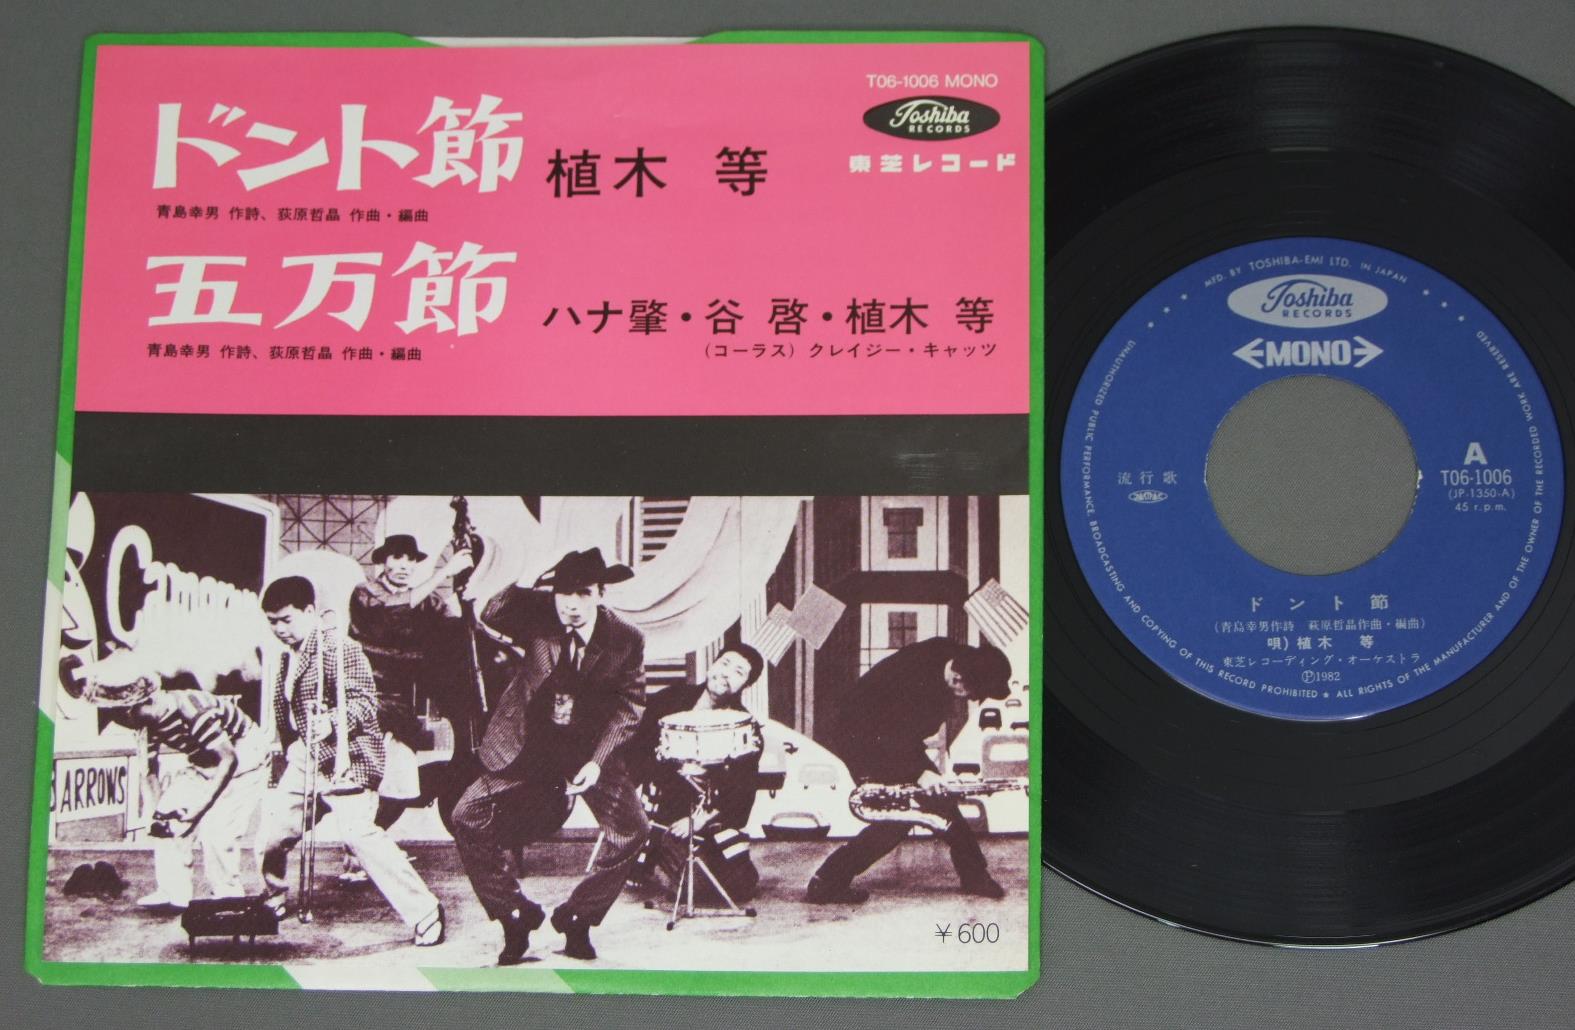 T06-1006 MONO
Toshiba
RECORDS
東芝レコード
ドント節 植木 等
青島幸男 作詩、萩原哲晶 作曲・編曲
五万節 ハナ肇・谷 啓・植木 等
青島幸男 作詩、萩原哲晶 作曲・編曲
(コーラス) クレイジー・キャッツ
ARROWS
￥600
MFD. BY TOSHIBA-EMI LTD. IN JAPAN
Toshiba
RECORDS
MONO
流行歌
A
T06-1006
(JP-1350-A)
45 r.p.m.
ドント節
(青島幸男作詩 萩原哲晶作曲・編曲)
唄) 植木 等
東芝レコーディング・オーケストラ
Ⓟ1982
UNAUTHORIZED PUBLIC PERFORMANCE, BROADCASTING AND COPYING OF THIS RECORD PROHIBITED ★ ALL RIGHTS OF THE MANUFACTURER AND OF THE OWNER OF THE RECORDED WORK ARE RESERVED